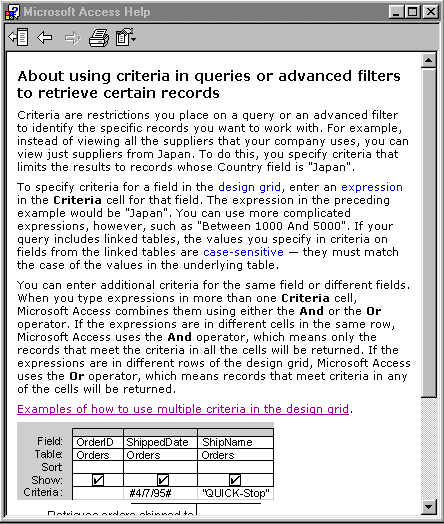 Microsoft Access Help
About using criteria in queries or advanced filters
to retrieve certain records
Criteria are restrictions you place on a query or an advanced filter
to identify the specific records you want to work with. For example,
instead of viewing all the suppliers that your company uses, you can
view just suppliers from Japan. To do this, you specify criteria that
limits the results to records whose Country field is "Japan".
To specify criteria for a field in the design grid, enter an expression
in the Criteria cell for that field. The expression in the preceding
example would be "Japan". You can use more complicated
expressions, however, such as "Between 1000 And 5000". If your
query includes linked tables, the values you specify in criteria on
fields from the linked tables are case-sensitive — they must match
the case of the values in the underlying table.
You can enter additional criteria for the same field or different fields.
When you type expressions in more than one Criteria cell,
Microsoft Access combines them using either the And or the Or
operator. If the expressions are in different cells in the same row,
Microsoft Access uses the And operator, which means only the
records that meet the criteria in all the cells will be returned. If the
expressions are in different rows of the design grid, Microsoft Access
uses the Or operator, which means records that meet criteria in any
of the cells will be returned.
Examples of how to use multiple criteria in the design grid.
Field: OrderID ShippedDate ShipName
Table: Orders Orders Orders
Sort:
Show:
Criteria: #4/7/95# "QUICK-Stop"
Retrieves orders shipped to